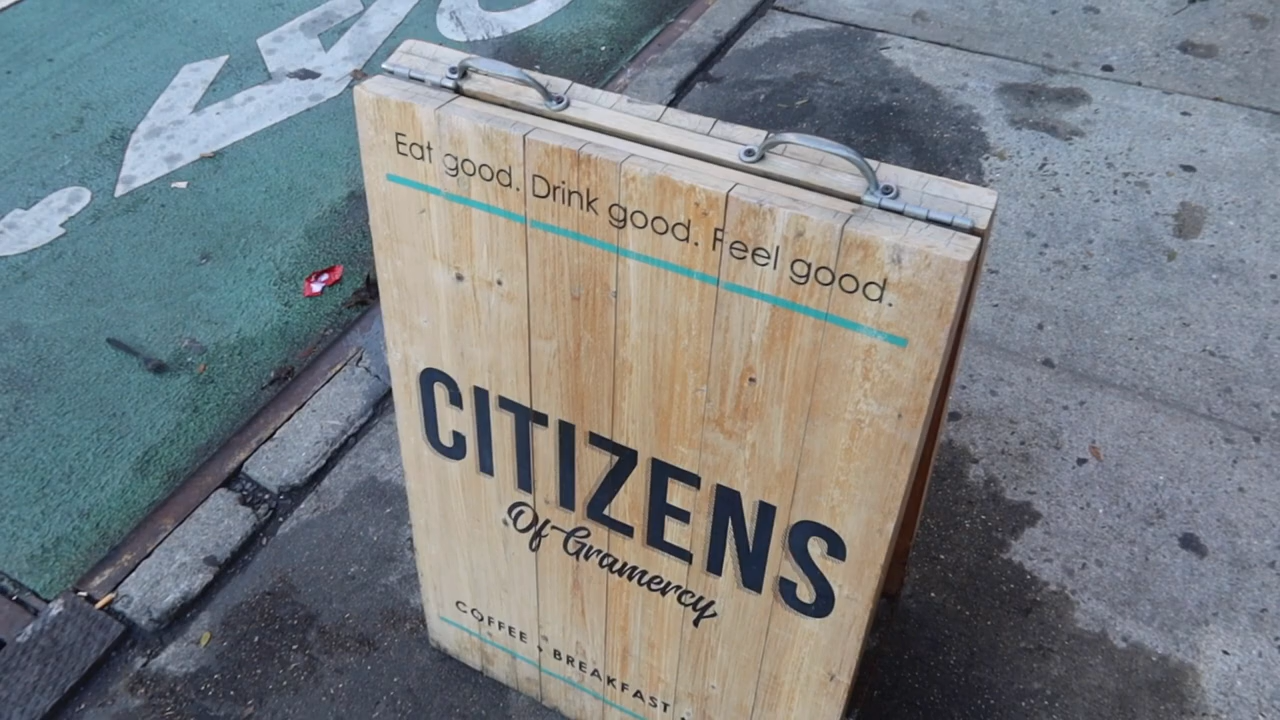 Eat good. Drink good. Feel good.
CITIZENS
Of Gramercy
COFFEE • BREAKFAST •